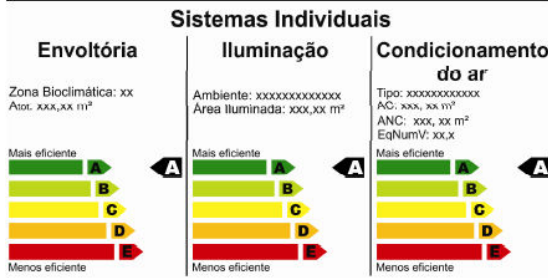 Sistemas Individuais
Envoltória
Zona Bioclimática: xx
Atot. xxx,xx m²
Mais eficiente
A
A
B
C
D
E
Menos eficiente
Iluminação
Ambiente: xxxxxxxxxxxxx
Área Iluminada: xxx,xx m²
Mais eficiente
A
A
B
C
D
E
Menos eficiente
Condicionamento
do ar
Tipo: xxxxxxxxxxxx
AC: xxx, xx m²
ANC: xxx, xx m²
EqNumV: xx,x
Mais eficiente
A
A
B
C
D
E
Menos eficiente